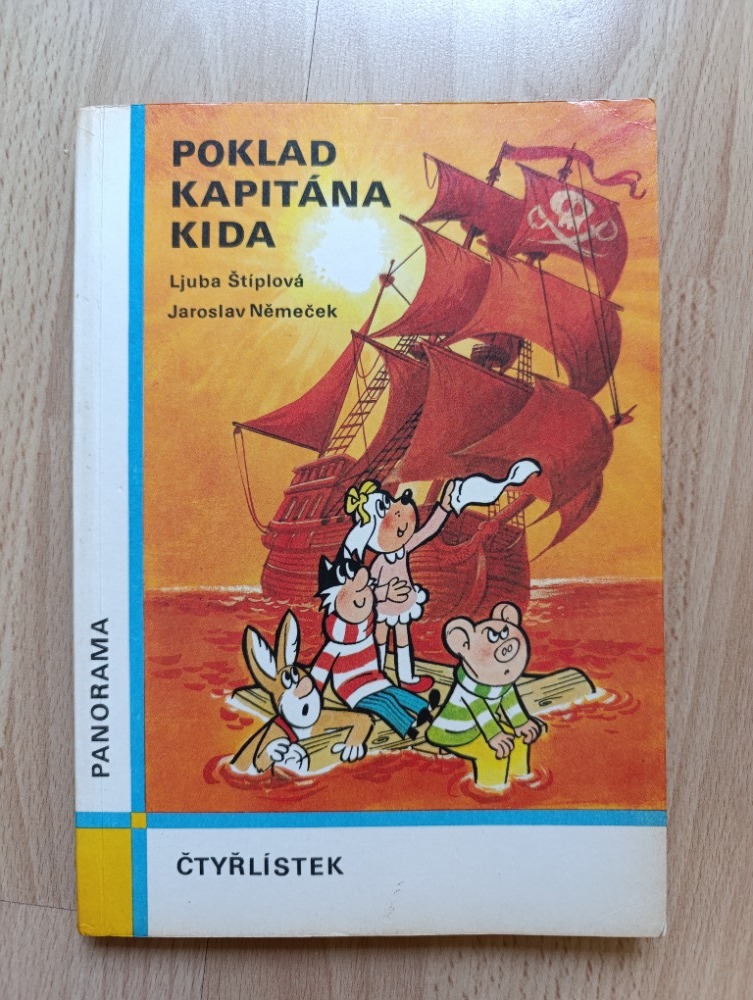 POKLAD
KAPITÁNA
KIDA
Ljuba Štíplová
Jaroslav Němeček
PANORAMA
ČTYŘLÍSTEK